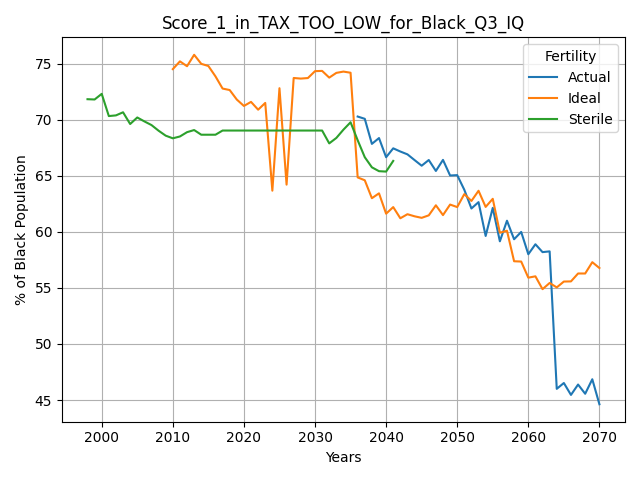 Score_1_in_TAX_TOO_LOW_for_Black_Q3_IQ
Fertility
Actual
Ideal
Sterile
% of Black Population
75
70
65
60
55
50
45
2000
2010
2020
2030
2040
2050
2060
2070
Years